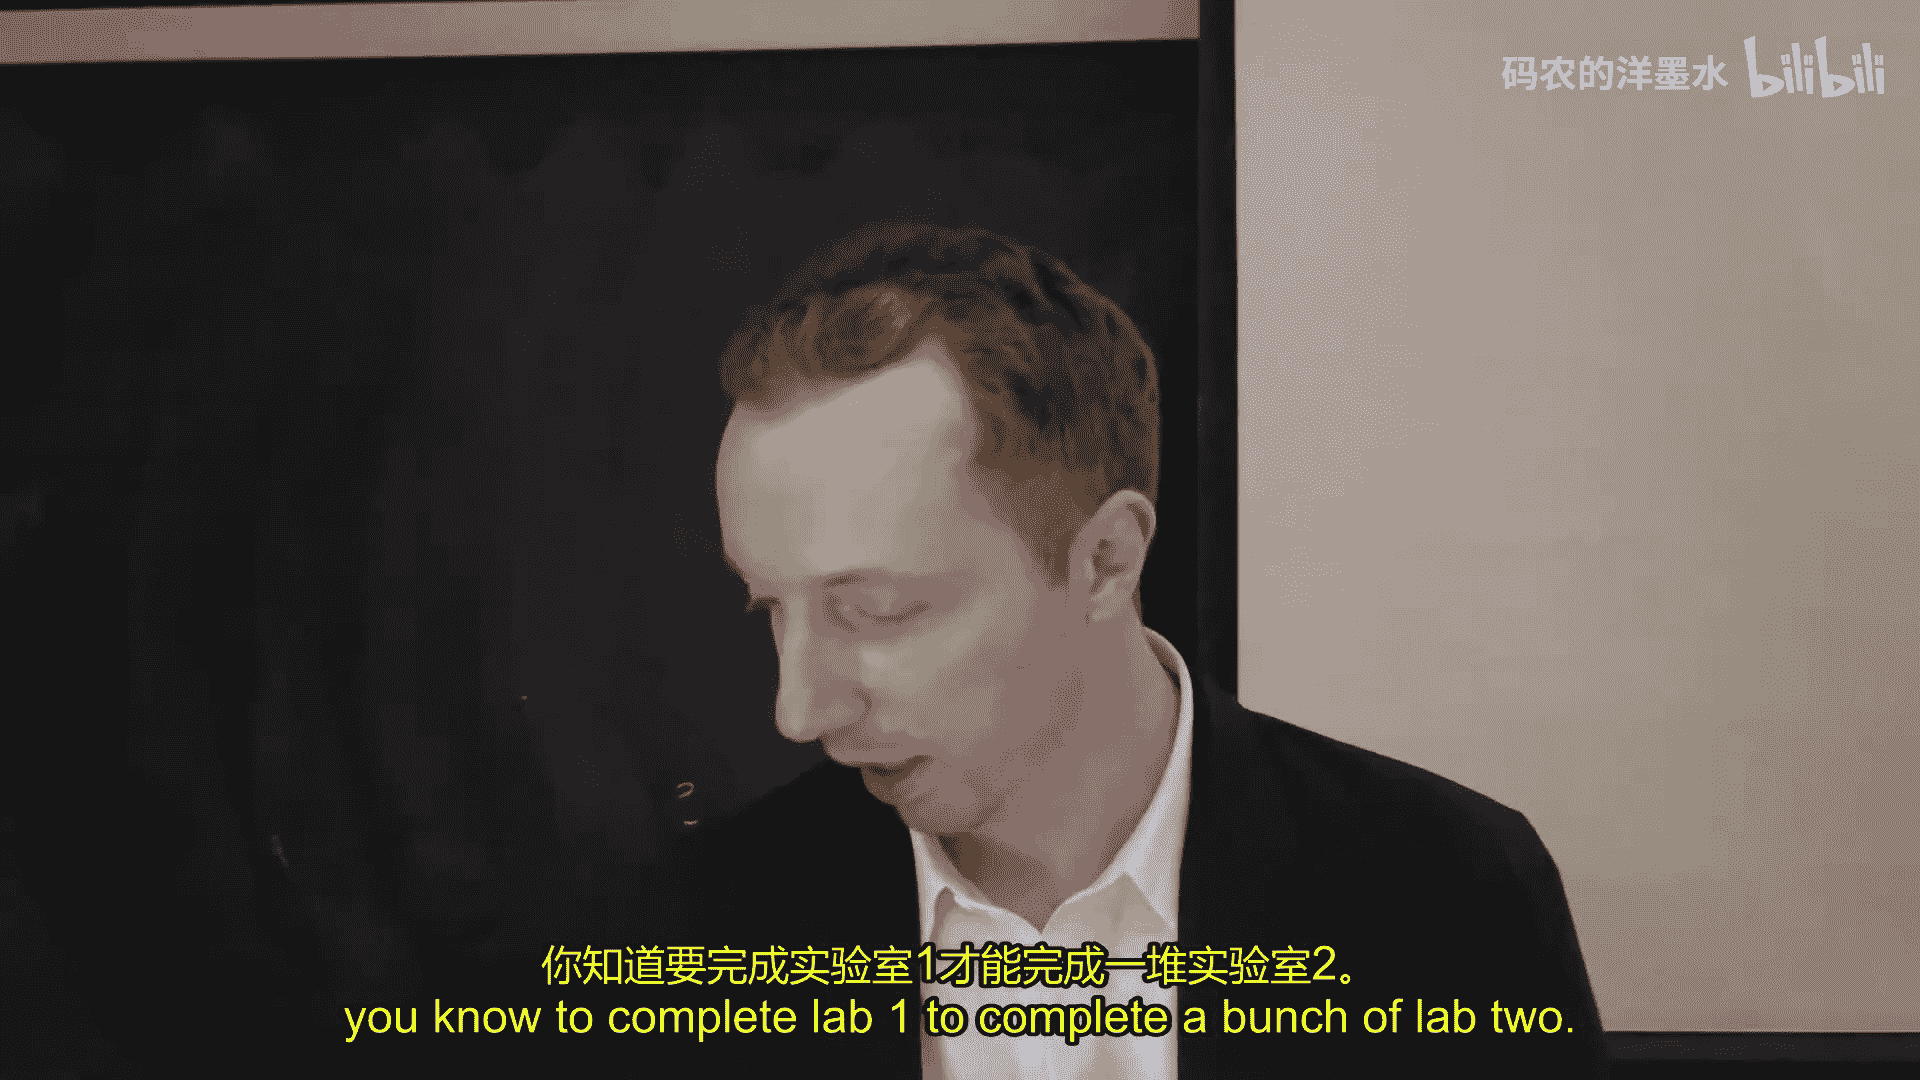 码农的洋墨水 bilibili
你知道要完成实验室1才能完成一堆实验室2。
you know to complete lab 1 to complete a bunch of lab two.